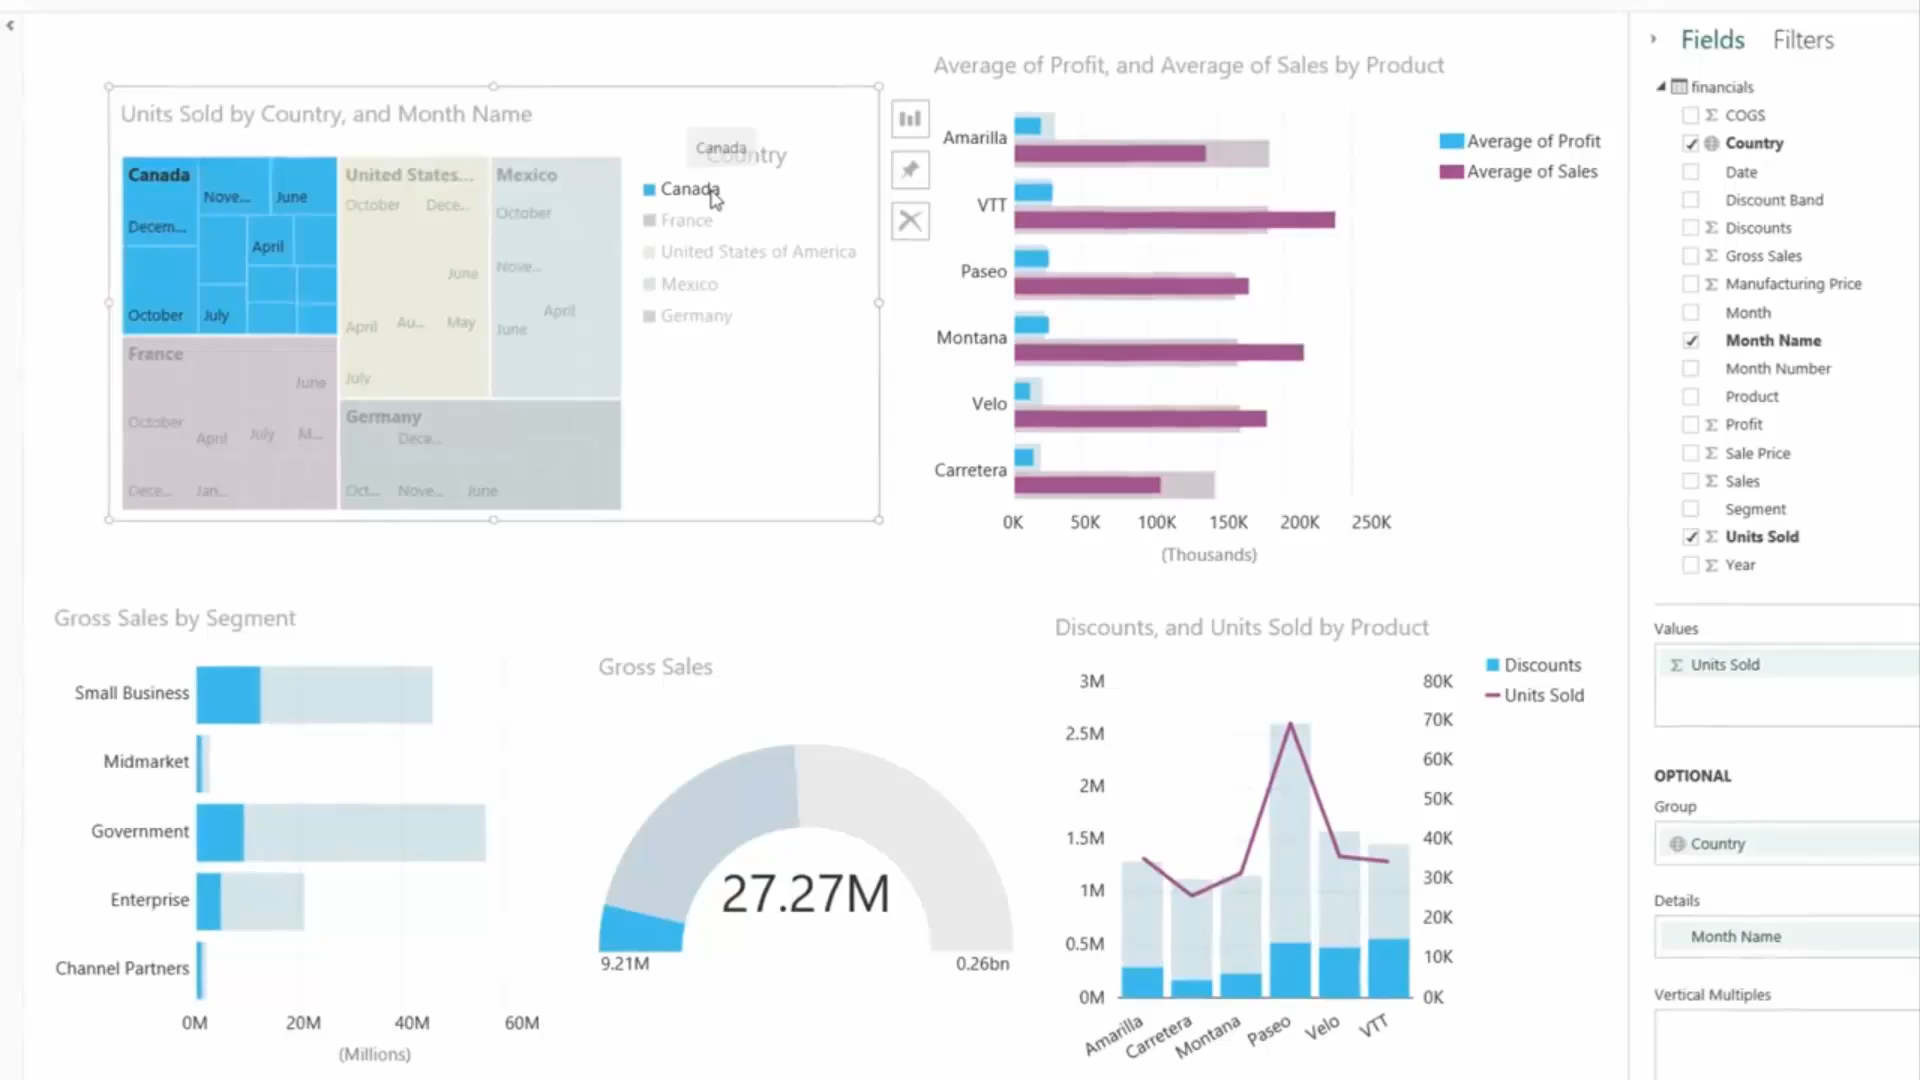 Units Sold by Country, and Month Name
Canada
Nove...
June
Decem...
April
October
July
United States...
October
Dece...
June
April
Au...
May
July
Mexico
October
Nove...
April
June
France
June
October
April
July
M...
Dece...
Jan...
Germany
Dece...
Oct...
Nove...
June
Canada
Country
Canada
France
United States of America
Mexico
Germany
Average of Profit, and Average of Sales by Product
Amarilla
VTT
Paseo
Montana
Velo
Carretera
0K 50K 100K 150K 200K 250K
(Thousands)
Average of Profit
Average of Sales
Gross Sales by Segment
Small Business
Midmarket
Government
Enterprise
Channel Partners
0M 20M 40M 60M
(Millions)
Gross Sales
27.27M
9.21M
0.26bn
Discounts, and Units Sold by Product
3M
2.5M
2M
1.5M
1M
0.5M
0M
80K
70K
60K
50K
40K
30K
20K
10K
0K
Amarilla
Carretera
Montana
Paseo
Velo
VTT
Discounts
Units Sold
Fields Filters
financials
Σ COGS
Country
Date
Discount Band
Σ Discounts
Σ Gross Sales
Σ Manufacturing Price
Month
Month Name
Month Number
Product
Σ Profit
Σ Sale Price
Σ Sales
Segment
Σ Units Sold
Σ Year
Values
Σ Units Sold
OPTIONAL
Group
Country
Details
Month Name
Vertical Multiples